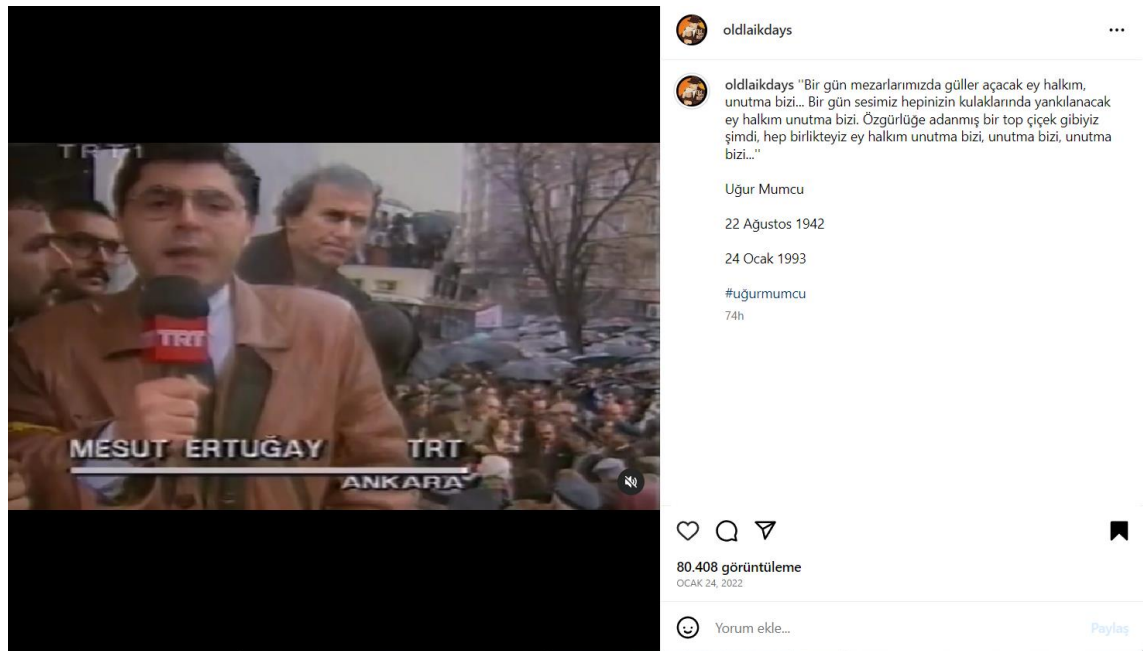 TRT1
TRT
MESUT ERTUĞAY TRT
ANKARA
oldlaikdays
oldlaikdays "Bir gün mezarlarımızda güller açacak ey halkım,
unutma bizi... Bir gün sesimiz hepinizin kulaklarında yankılanacak
ey halkım unutma bizi. Özgürlüğe adanmış bir top çiçek gibiyiz
şimdi, hep birlikteyiz ey halkım unutma bizi, unutma bizi, unutma
bizi..."
Uğur Mumcu
22 Ağustos 1942
24 Ocak 1993
#uğurmumcu
74h
80.408 görüntüleme
OCAK 24, 2022
Yorum ekle...
Paylaş